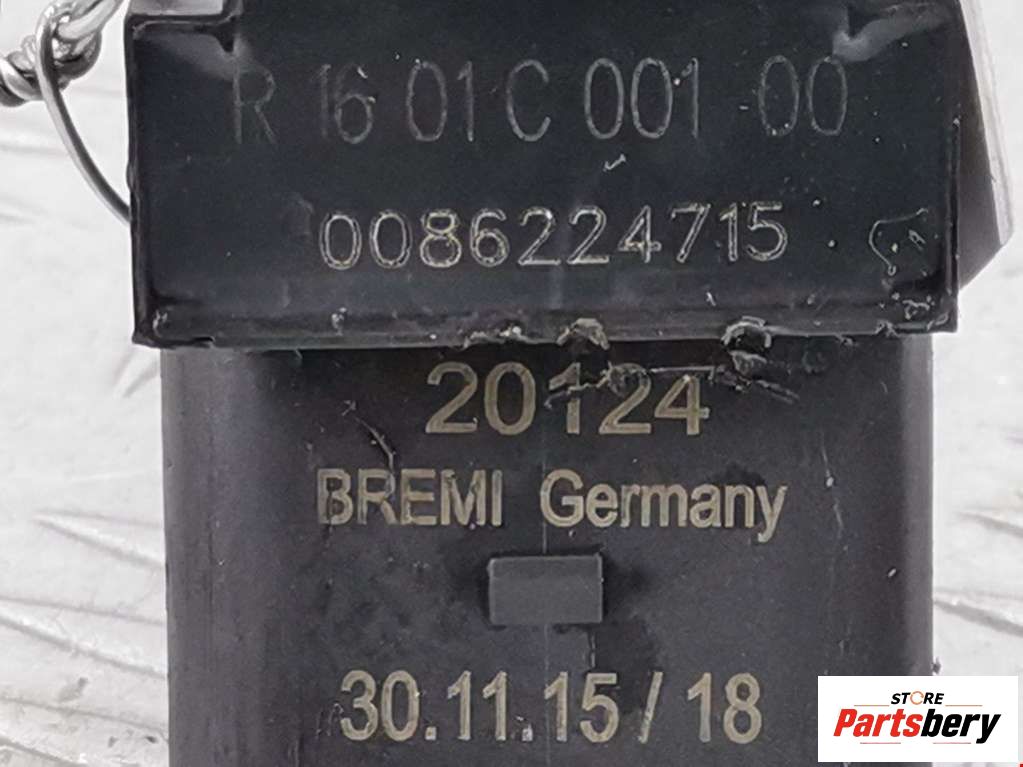 R 16 01 C 001 00
0086224715
20124
BREMI Germany
30.11.15 / 18
STORE
Partsbery